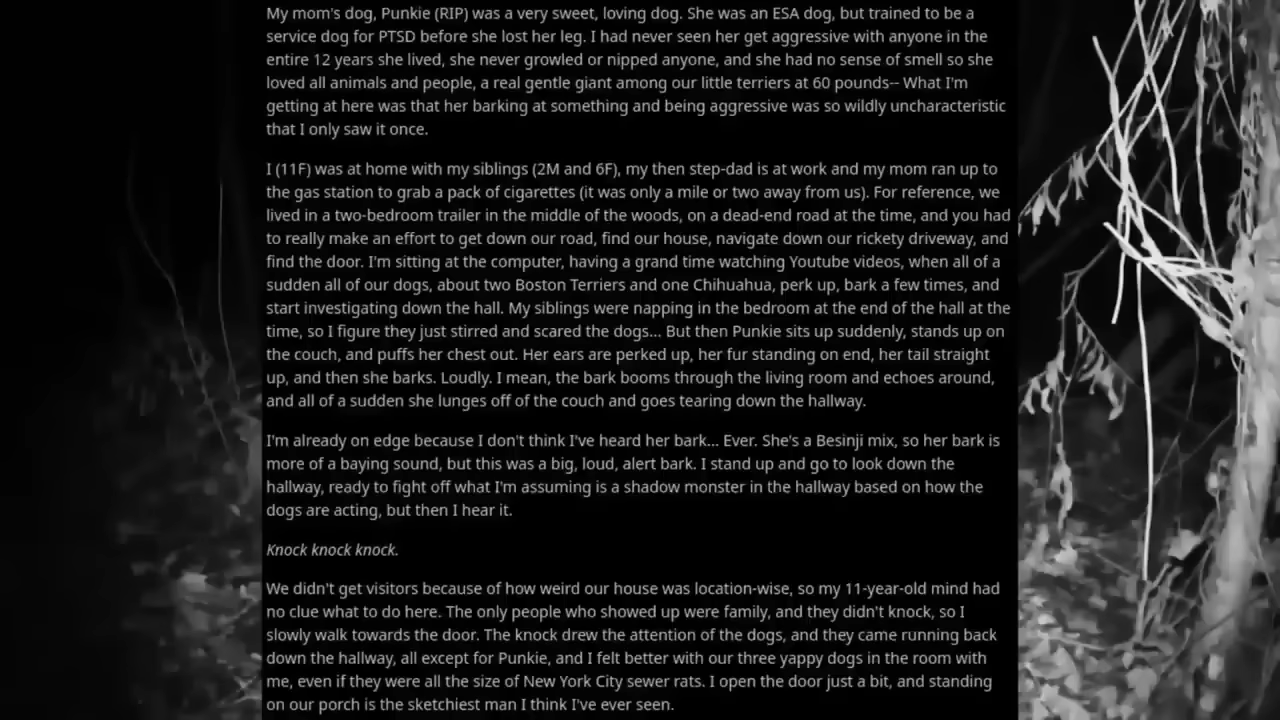 My mom's dog, Punkie (RIP) was a very sweet, loving dog. She was an ESA dog, but trained to be a
service dog for PTSD before she lost her leg. I had never seen her get aggressive with anyone in the
entire 12 years she lived, she never growled or nipped anyone, and she had no sense of smell so she
loved all animals and people, a real gentle giant among our little terriers at 60 pounds-- What I'm
getting at here was that her barking at something and being aggressive was so wildly uncharacteristic
that I only saw it once.
I (11F) was at home with my siblings (2M and 6F), my then step-dad is at work and my mom ran up to
the gas station to grab a pack of cigarettes (it was only a mile or two away from us). For reference, we
lived in a two-bedroom trailer in the middle of the woods, on a dead-end road at the time, and you had
to really make an effort to get down our road, find our house, navigate down our rickety driveway, and
find the door. I'm sitting at the computer, having a grand time watching Youtube videos, when all of a
sudden all of our dogs, about two Boston Terriers and one Chihuahua, perk up, bark a few times, and
start investigating down the hall. My siblings were napping in the bedroom at the end of the hall at the
time, so I figure they just stirred and scared the dogs... But then Punkie sits up suddenly, stands up on
the couch, and puffs her chest out. Her ears are perked up, her fur standing on end, her tail straight
up, and then she barks. Loudly. I mean, the bark booms through the living room and echoes around,
and all of a sudden she lunges off of the couch and goes tearing down the hallway.
I'm already on edge because I don't think I've heard her bark... Ever. She's a Besinji mix, so her bark is
more of a baying sound, but this was a big, loud, alert bark. I stand up and go to look down the
hallway, ready to fight off what I'm assuming is a shadow monster in the hallway based on how the
dogs are acting, but then I hear it.
Knock knock knock.
We didn't get visitors because of how weird our house was location-wise, so my 11-year-old mind had
no clue what to do here. The only people who showed up were family, and they didn't knock, so I
slowly walk towards the door. The knock drew the attention of the dogs, and they came running back
down the hallway, all except for Punkie, and I felt better with our three yappy dogs in the room with
me, even if they were all the size of New York City sewer rats. I open the door just a bit, and standing
on our porch is the sketchiest man I think I've ever seen.